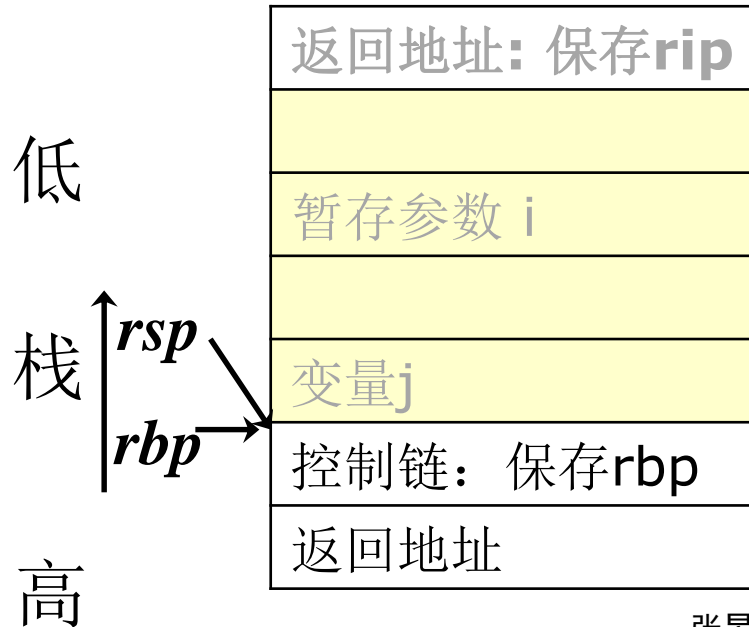 返回地址: 保存rip
低
暂存参数 i
rsp
栈
变量j
rbp
控制链：保存rbp
返回地址
高